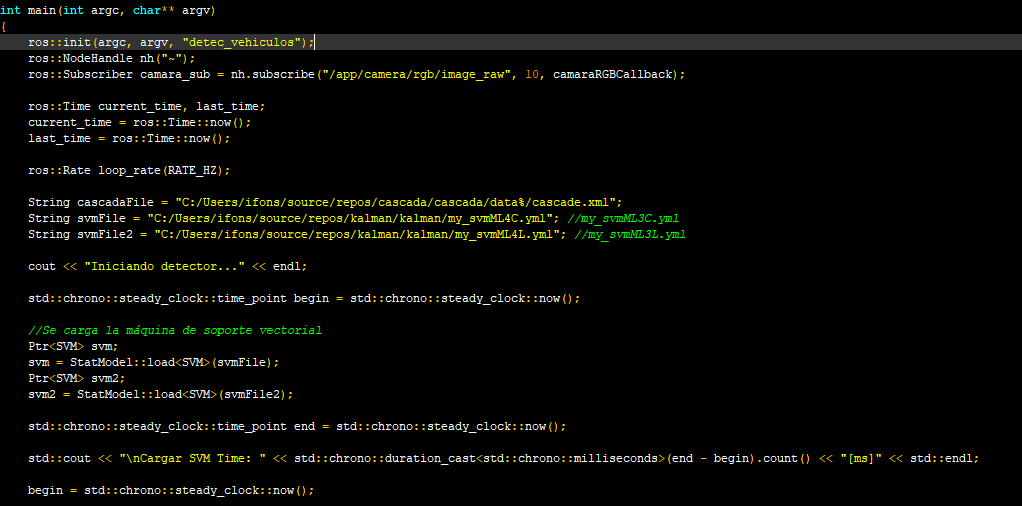 int main(int argc, char** argv)
{
ros::init(argc, argv, "detec_vehiculos");
ros::NodeHandle nh("~");
ros::Subscriber camara_sub = nh.subscribe("/app/camera/rgb/image_raw", 10, camaraRGBCallback);
ros::Time current_time, last_time;
current_time = ros::Time::now();
last_time = ros::Time::now();
ros::Rate loop_rate(RATE_HZ);
String cascadaFile = "C:/Users/ifons/source/repos/cascada/cascada/data%/cascade.xml";
String svmFile = "C:/Users/ifons/source/repos/kalman/kalman/my_svmML4C.yml"; //my_svmML3C.yml
String svmFile2 = "C:/Users/ifons/source/repos/kalman/kalman/my_svmML4L.yml"; //my_svmML3L.yml
cout << "Iniciando detector..." << endl;
std::chrono::steady_clock::time_point begin = std::chrono::steady_clock::now();
//Se carga la máquina de soporte vectorial
Ptr<SVM> svm;
svm = StatModel::load<SVM>(svmFile);
Ptr<SVM> svm2;
svm2 = StatModel::load<SVM>(svmFile2);
std::chrono::steady_clock::time_point end = std::chrono::steady_clock::now();
std::cout << "\nCargar SVM Time: " << std::chrono::duration_cast<std::chrono::milliseconds>(end - begin).count() << "[ms]" << std::endl;
begin = std::chrono::steady_clock::now();